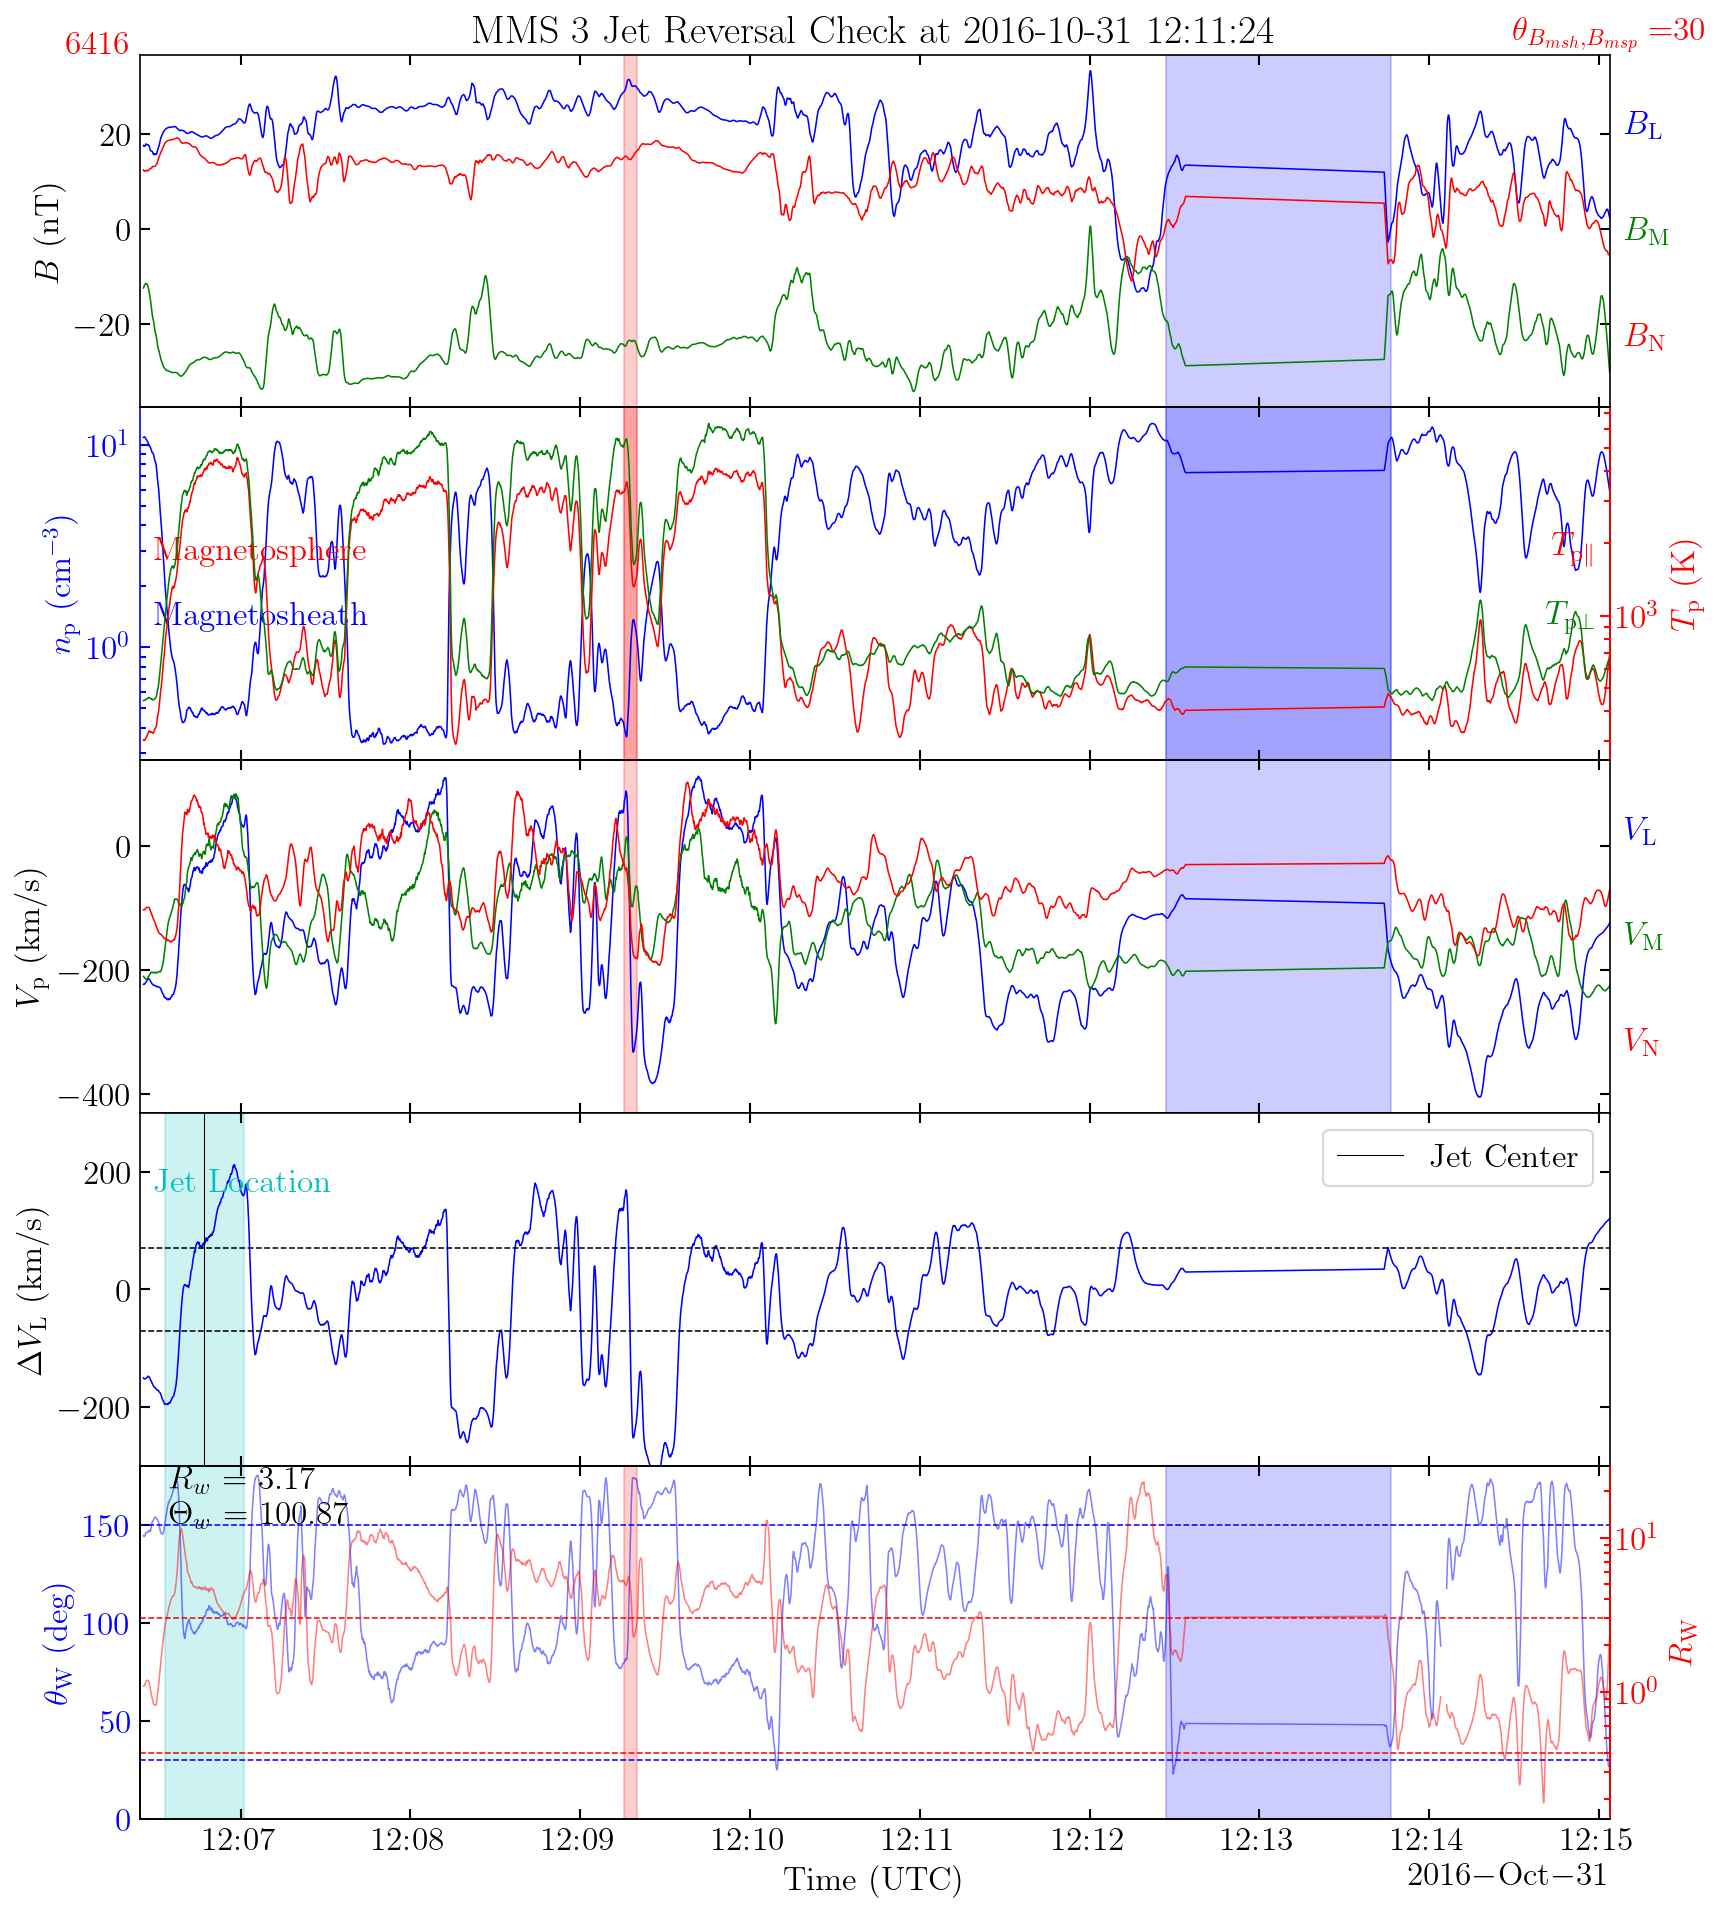 MMS 3 Jet Reversal Check at 2016-10-31 12:11:24
6416
θ_{B_{msh},B_{msp}} =30
20
0
−20
B (nT)
B_L
B_M
B_N
10^1
10^0
n_p (cm^{−3})
Magnetosphere
Magnetosheath
T_{p∥}
T_{p⊥}
10^3
T_p (K)
0
−200
−400
V_p (km/s)
V_L
V_M
V_N
200
0
−200
ΔV_L (km/s)
Jet Location
Jet Center
R_w = 3.17
Θ_w = 100.87
150
100
50
0
θ_W (deg)
10^1
10^0
R_W
12:07 12:08 12:09 12:10 12:11 12:12 12:13 12:14 12:15
Time (UTC)
2016−Oct−31